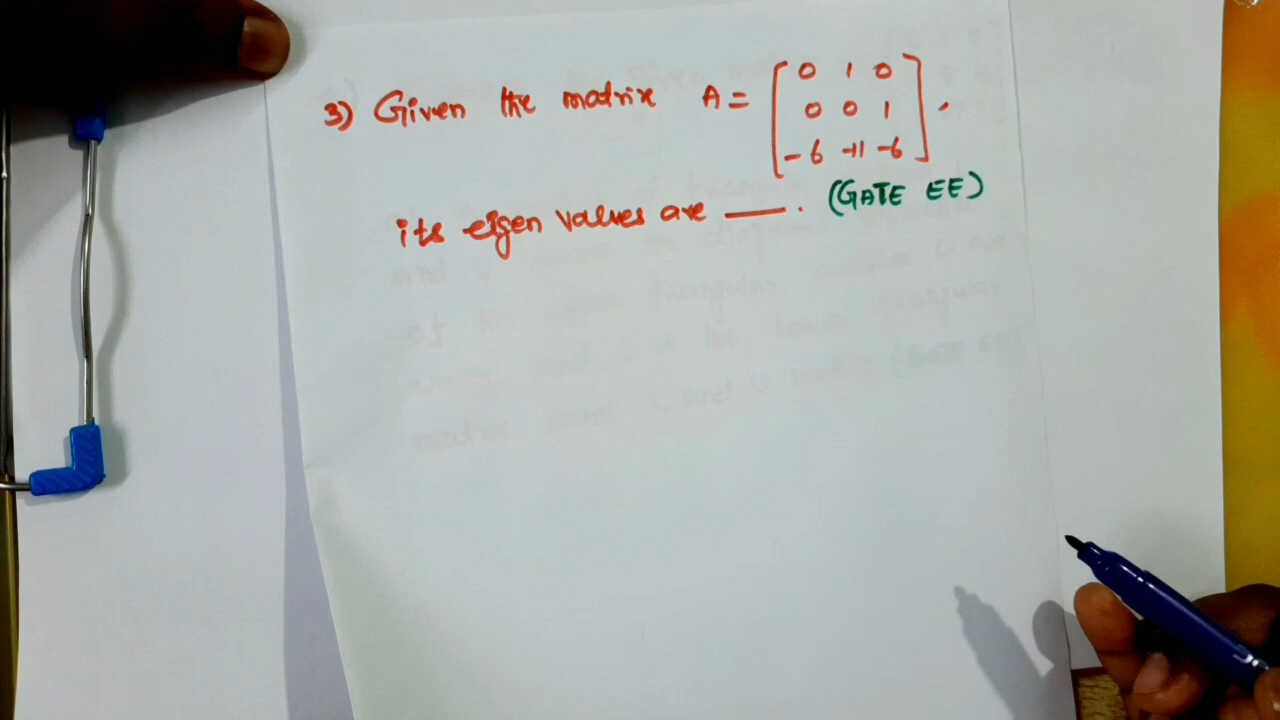 3) Given the matrix A = [ 0 1 0
0 0 1
-6 -11 -6 ] .
its eigen values are ___. (GATE EE)